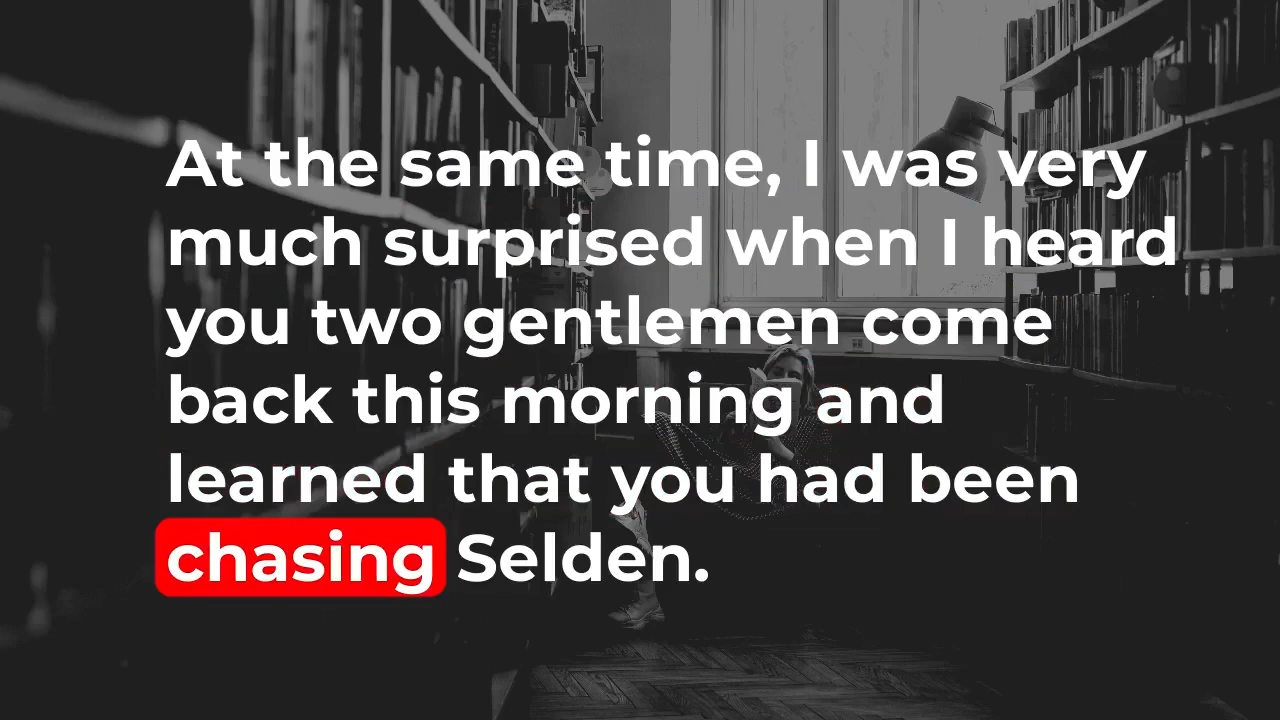 At the same time, I was very
much surprised when I heard
you two gentlemen come
back this morning and
learned that you had been
chasing Selden.